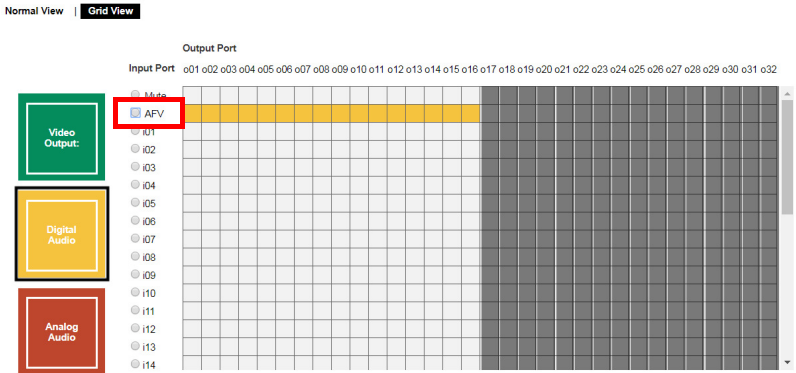 Normal View | Grid View
Output Port
Input Port o01 o02 o03 o04 o05 o06 o07 o08 o09 o10 o11 o12 o13 o14 o15 o16 o17 o18 o19 o20 o21 o22 o23 o24 o25 o26 o27 o28 o29 o30 o31 o32
Mute
AFV
i01
i02
i03
i04
i05
i06
i07
i08
i09
i10
i11
i12
i13
i14
Video
Output:
Digital
Audio
Analog
Audio